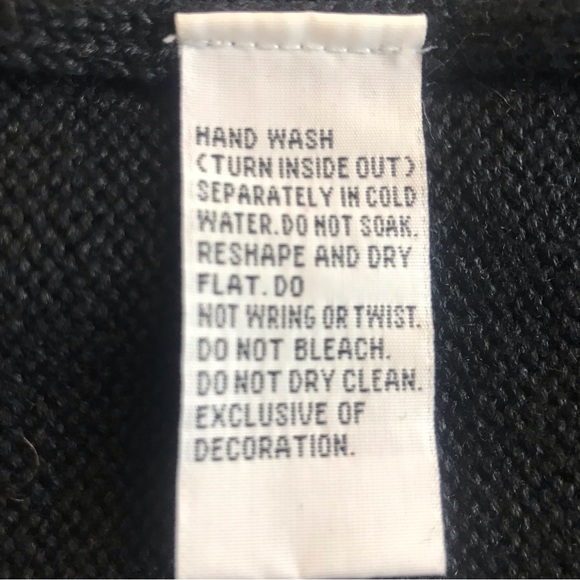 HAND WASH
(TURN INSIDE OUT)
SEPARATELY IN COLD
WATER.DO NOT SOAK.
RESHAPE AND DRY
FLAT.DO
NOT WRING OR TWIST.
DO NOT BLEACH.
DO NOT DRY CLEAN.
EXCLUSIVE OF
DECORATION.